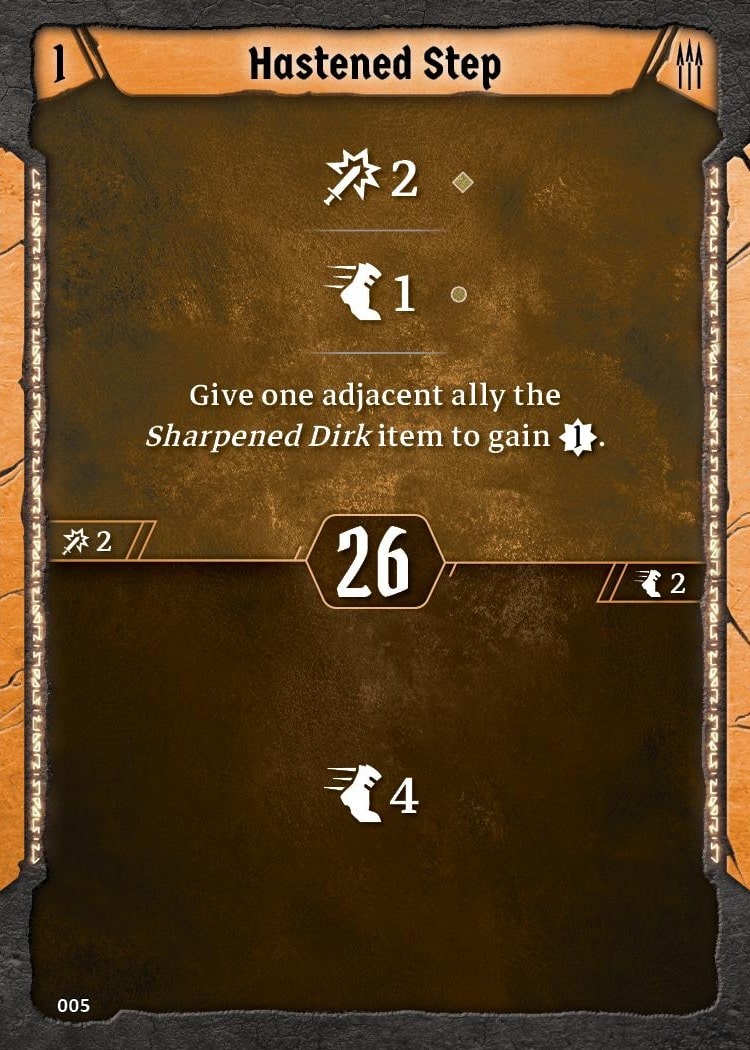 1 Hastened Step
2
1
Give one adjacent ally the
Sharpened Dirk item to gain 1.
2
26
2
4
005